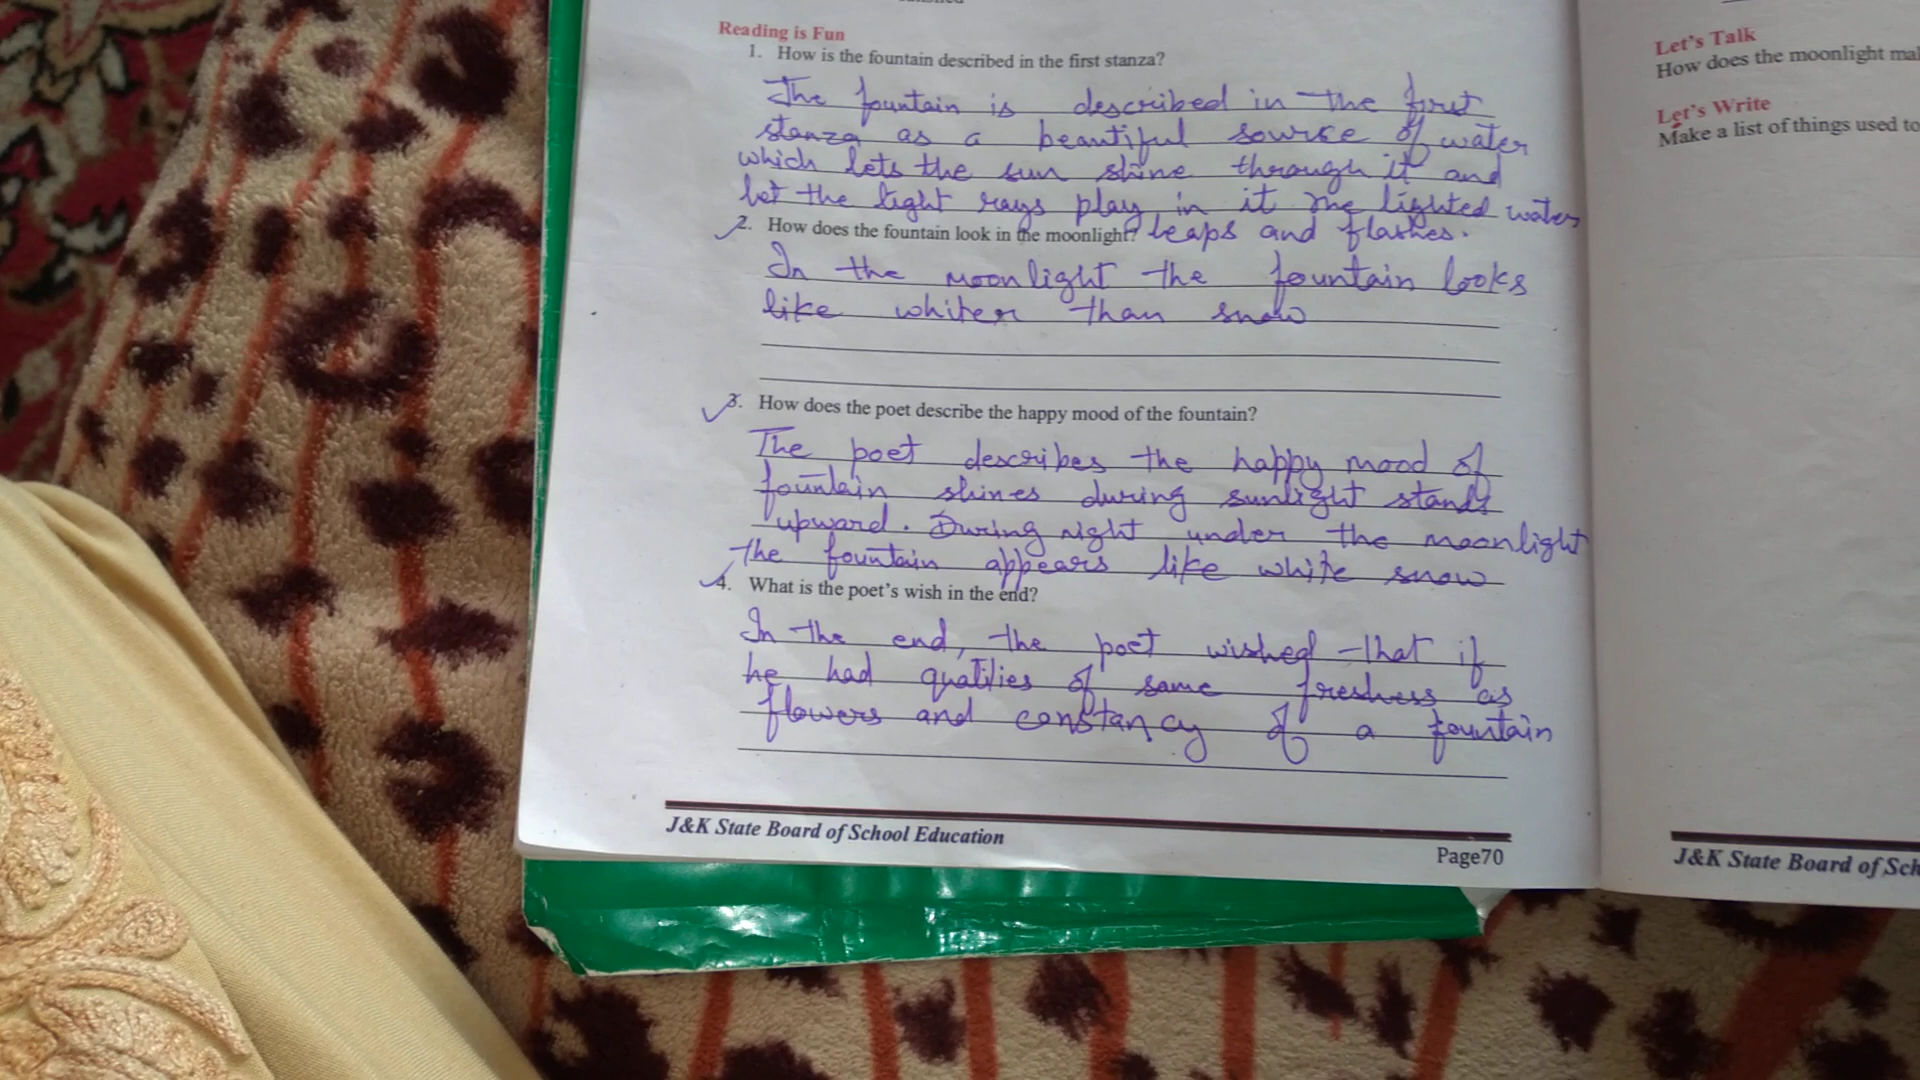 Reading is Fun
1. How is the fountain described in the first stanza?
The fountain is described in the first
stanza as a beautiful source of water
which lets the sun shine through it and
let the light rays play in it The lighted water
2. How does the fountain look in the moonlight? leaps and flashes.
In the moonlight the fountain looks
like whiter than snow
3. How does the poet describe the happy mood of the fountain?
The poet describes the happy mood of
fountain shines during sunlight stands
upward. During night under the moonlight
the fountain appears like white snow
4. What is the poet's wish in the end?
In the end, the poet wished that if
he had qualities of same freshness as
flowers and constancy of a fountain
J&K State Board of School Education
Page70
Let's Talk
How does the moonlight
Let's Write
Make a list of things used to
J&K State Board of